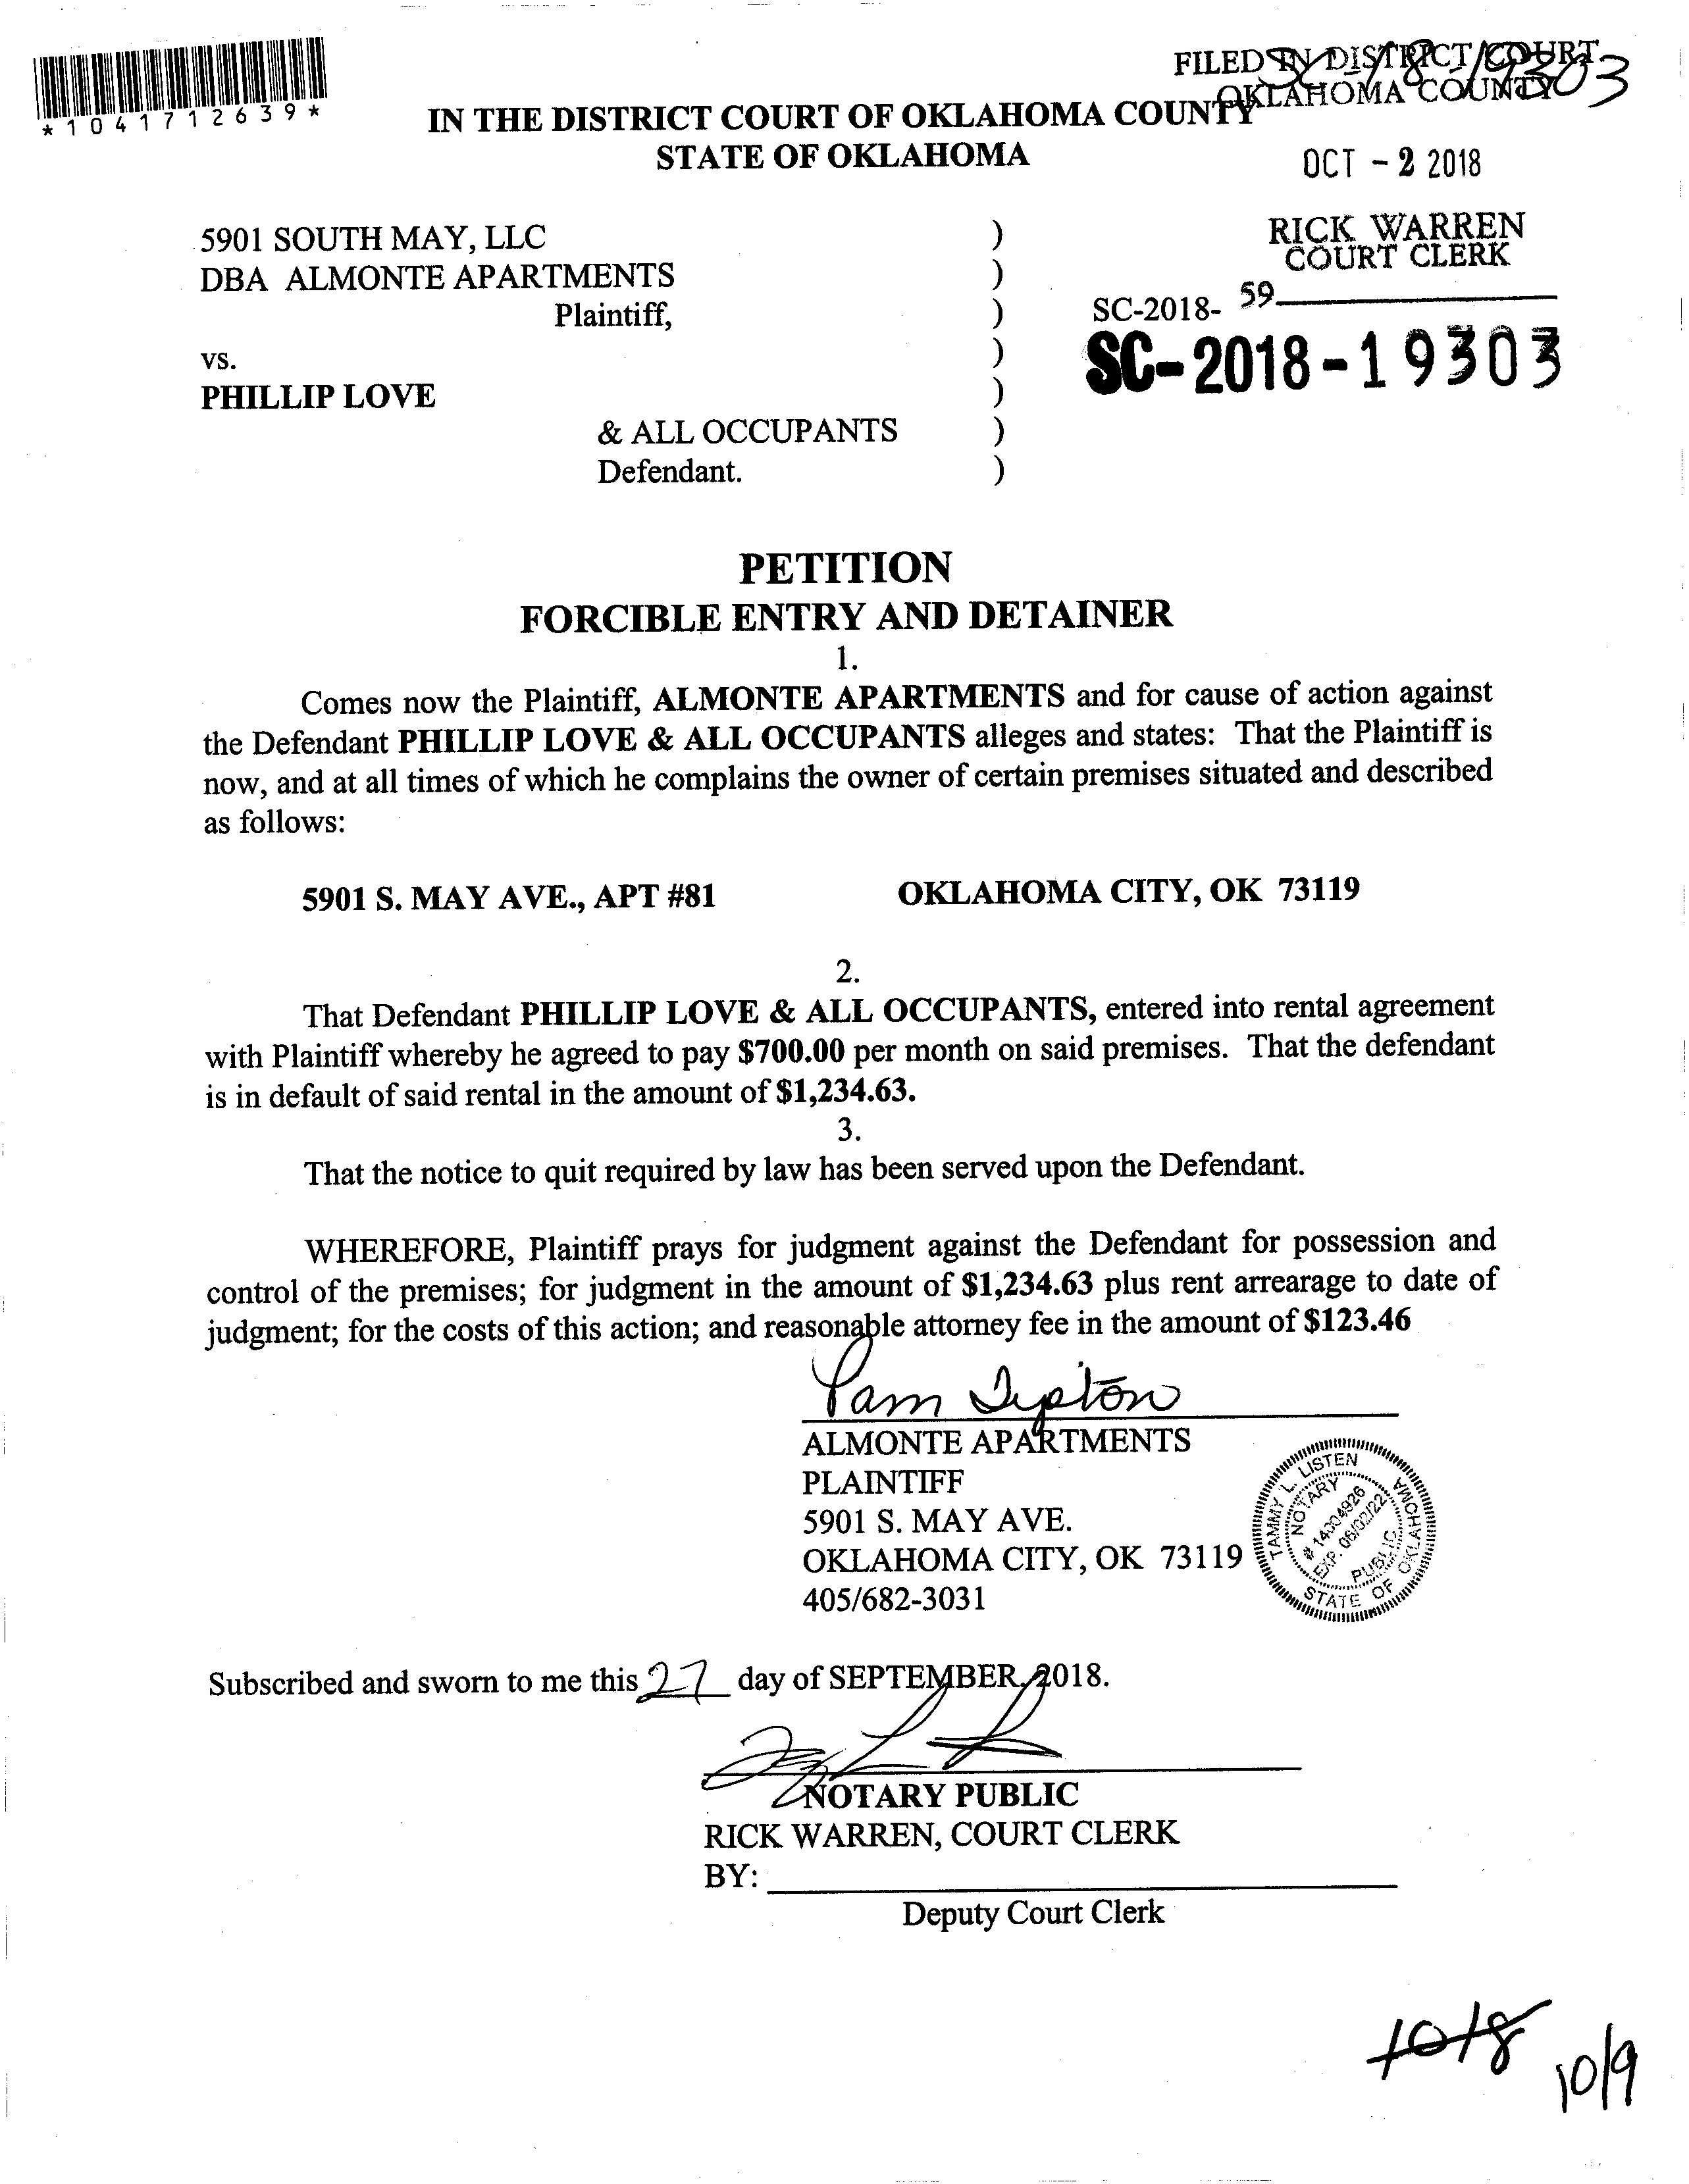 *1041712639*
FILED IN DISTRICT COURT
OKLAHOMA COUNTY
SC 18 19303
IN THE DISTRICT COURT OF OKLAHOMA COUNTY
STATE OF OKLAHOMA
OCT - 2 2018
RICK WARREN
COURT CLERK
59
SC-2018-
SC-2018-19303
5901 SOUTH MAY, LLC )
DBA ALMONTE APARTMENTS )
Plaintiff, )
vs. )
PHILLIP LOVE )
& ALL OCCUPANTS )
Defendant. )
PETITION
FORCIBLE ENTRY AND DETAINER
1.
Comes now the Plaintiff, ALMONTE APARTMENTS and for cause of action against
the Defendant PHILLIP LOVE & ALL OCCUPANTS alleges and states: That the Plaintiff is
now, and at all times of which he complains the owner of certain premises situated and described
as follows:
5901 S. MAY AVE., APT #81 OKLAHOMA CITY, OK 73119
2.
That Defendant PHILLIP LOVE & ALL OCCUPANTS, entered into rental agreement
with Plaintiff whereby he agreed to pay $700.00 per month on said premises. That the defendant
is in default of said rental in the amount of $1,234.63.
3.
That the notice to quit required by law has been served upon the Defendant.
WHEREFORE, Plaintiff prays for judgment against the Defendant for possession and
control of the premises; for judgment in the amount of $1,234.63 plus rent arrearage to date of
judgment; for the costs of this action; and reasonable attorney fee in the amount of $123.46
Pam Tipton
ALMONTE APARTMENTS
PLAINTIFF
5901 S. MAY AVE.
OKLAHOMA CITY, OK 73119
405/682-3031
TAMMY L. LISTEN
NOTARY
# 14004926
EXP. 06/02/22
PUBLIC
STATE OF OKLAHOMA
Subscribed and sworn to me this 27 day of SEPTEMBER, 2018.
NOTARY PUBLIC
RICK WARREN, COURT CLERK
BY:
Deputy Court Clerk
10/8
10/9